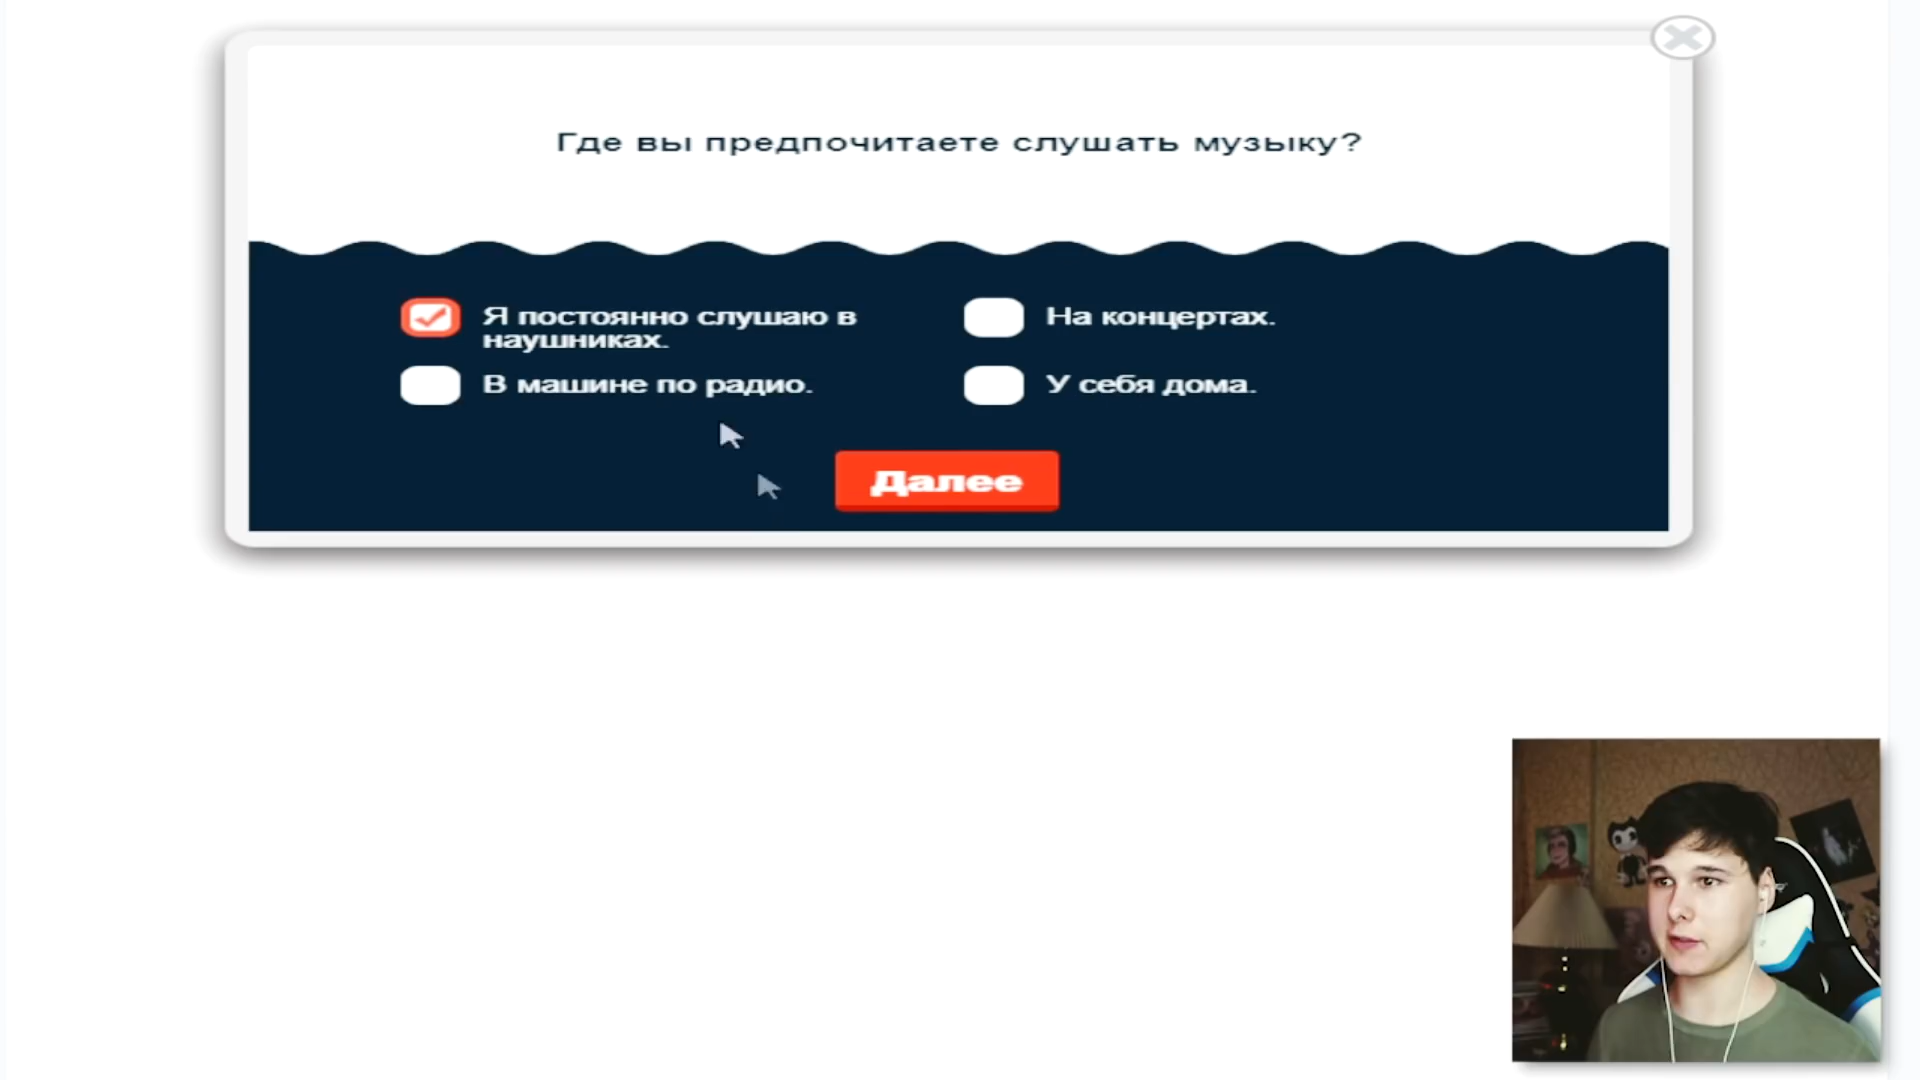 Где вы предпочитаете слушать музыку?
Я постоянно слушаю в
наушниках.
На концертах.
В машине по радио.
У себя дома.
Далее